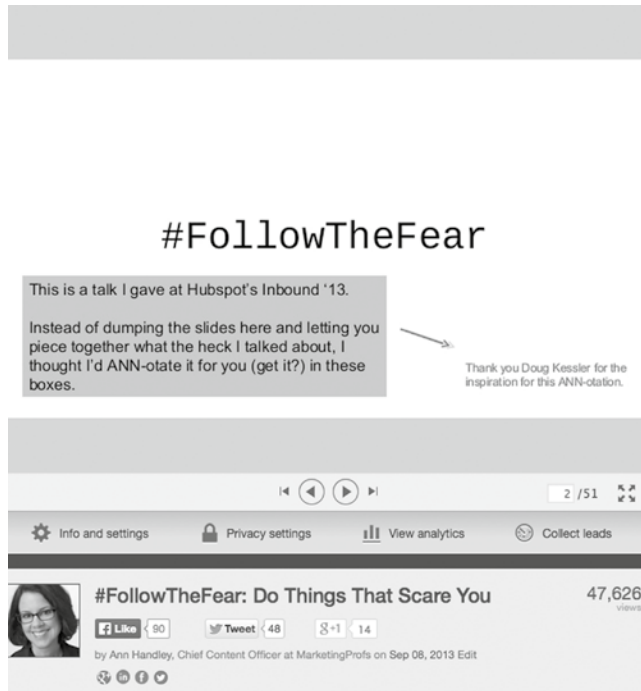 #FollowTheFear
This is a talk I gave at Hubspot's Inbound '13.
Instead of dumping the slides here and letting you
piece together what the heck I talked about, I
thought I'd ANN-otate it for you (get it?) in these
boxes.
Thank you Doug Kessler for the
inspiration for this ANN-otation.
2 /51
Info and settings
Privacy settings
View analytics
Collect leads
#FollowTheFear: Do Things That Scare You
47,626
views
Like 90
Tweet 48
g+1 14
by Ann Handley, Chief Content Officer at MarketingProfs on Sep 08, 2013 Edit